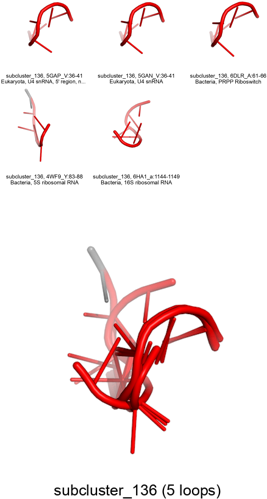 subcluster_136, 5GAP_V:36-41
Eukaryota, U4 snRNA, 5' region, n...
subcluster_136, 5GAN_V:36-41
Eukaryota, U4 snRNA
subcluster_136, 6DLR_A:61-66
Bacteria, PRPP Riboswitch
subcluster_136, 4WF9_Y:83-88
Bacteria, 5S ribosomal RNA
subcluster_136, 6HA1_a:1144-1149
Bacteria, 16S ribosomal RNA
subcluster_136 (5 loops)